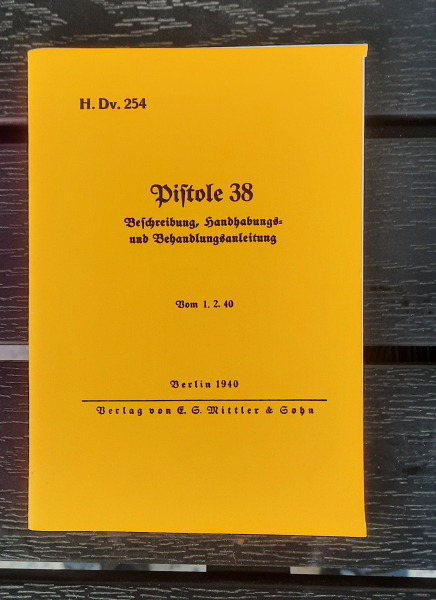 H. Dv. 254
Piſtole 38
Beſchreibung, Handhabungs=
und Behandlungsanleitung
Vom 1. 2. 40
Berlin 1940
Verlag von E. S. Mittler & Sohn